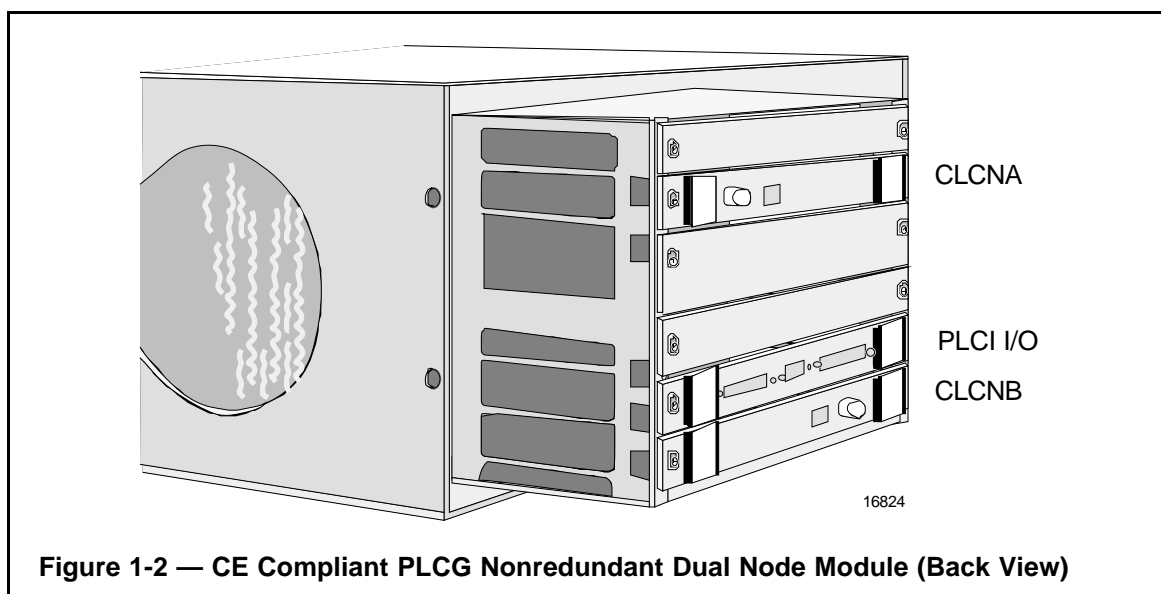 CLCNA
PLCI I/O
CLCNB
16824
Figure 1-2 — CE Compliant PLCG Nonredundant Dual Node Module (Back View)